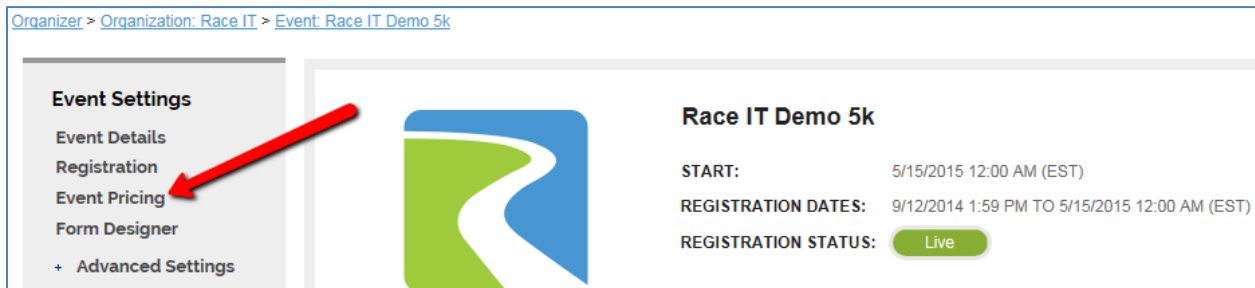 Organizer > Organization: Race IT > Event: Race IT Demo 5k
Event Settings
Event Details
Registration
Event Pricing
Form Designer
+ Advanced Settings
Race IT Demo 5k
START: 5/15/2015 12:00 AM (EST)
REGISTRATION DATES: 9/12/2014 1:59 PM TO 5/15/2015 12:00 AM (EST)
REGISTRATION STATUS: Live